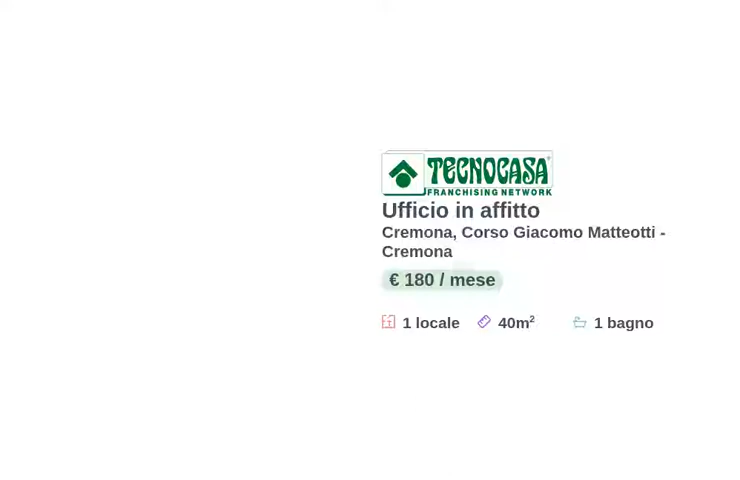 TECNOCASA®
FRANCHISING NETWORK
Ufficio in affitto
Cremona, Corso Giacomo Matteotti -
Cremona
€ 180 / mese
1 locale 40m² 1 bagno